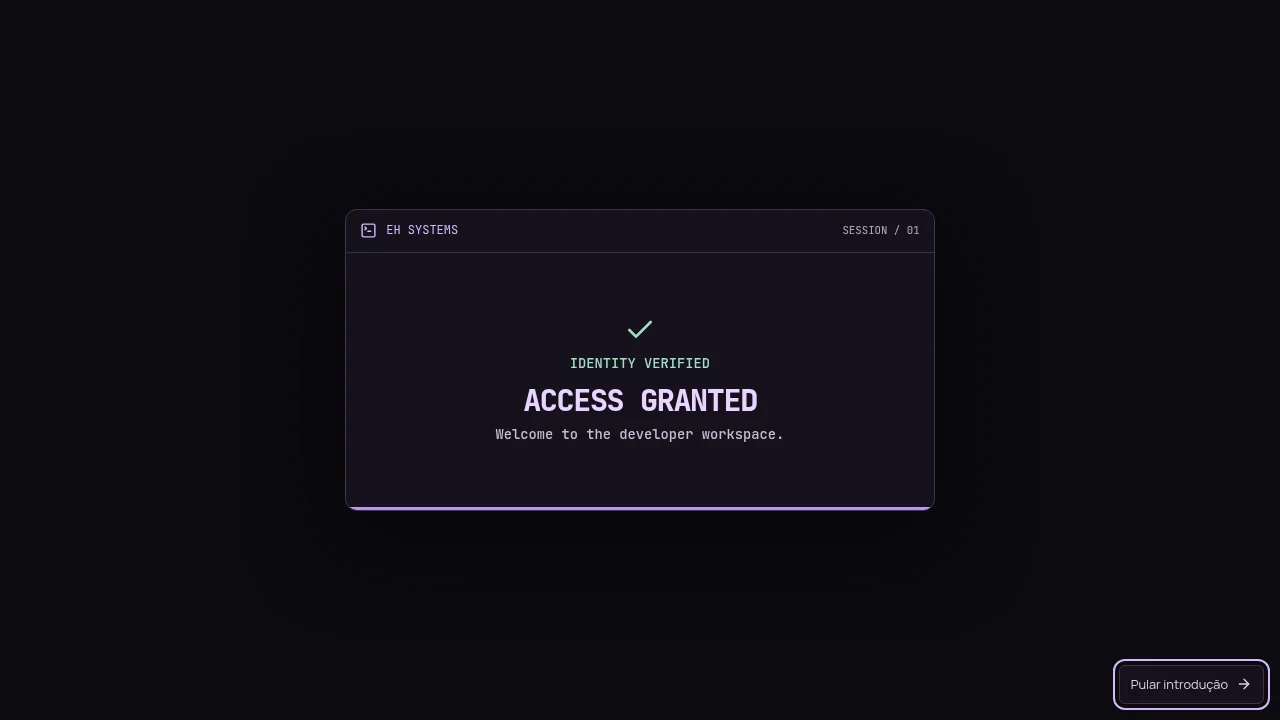 EH SYSTEMS
SESSION / 01
IDENTITY VERIFIED
ACCESS GRANTED
Welcome to the developer workspace.
Pular introdução